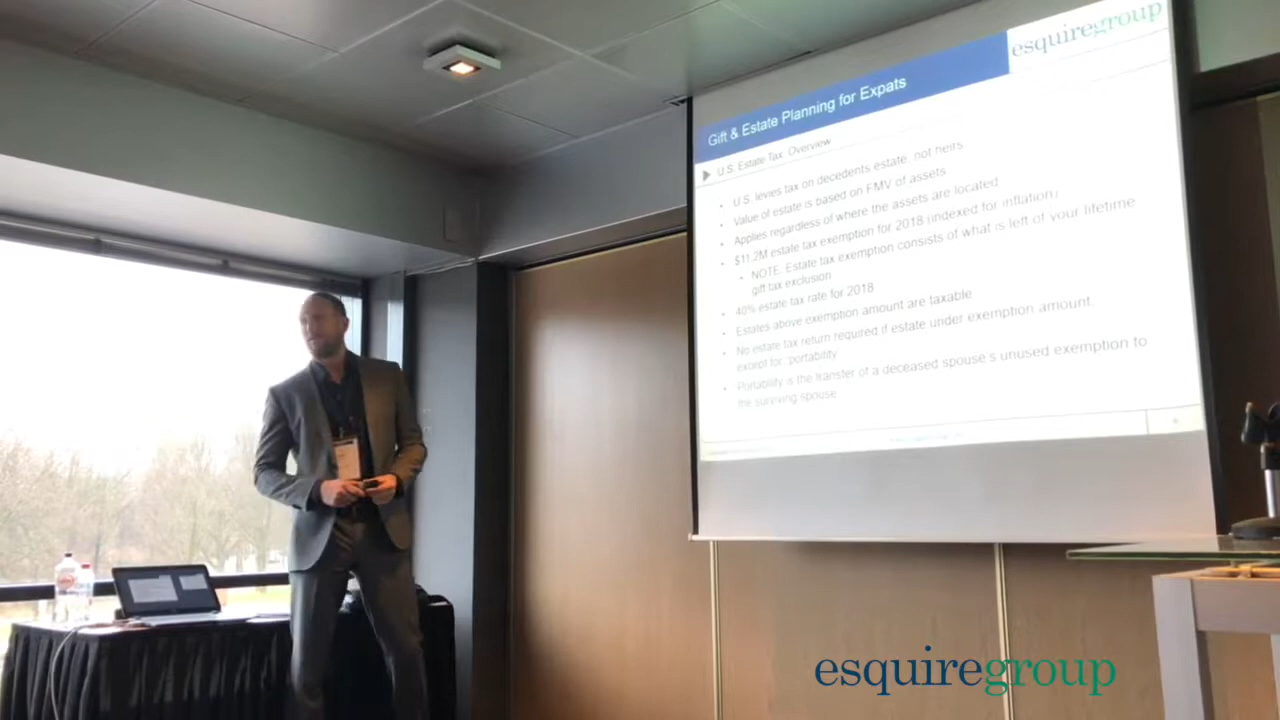 esquiregroup
Gift & Estate Planning for Expats
U.S. Estate Tax: Overview
U.S. levies tax on decedents estate, not heirs
Value of estate is based on FMV of assets
Applies regardless of where the assets are located
$11.2M estate tax exemption for 2018 (indexed for inflation)
NOTE: Estate tax exemption consists of what is left of your lifetime
gift tax exclusion
40% estate tax rate for 2018
Estates above exemption amount are taxable
No estate tax return required if estate under exemption amount,
except for "portability"
Portability is the transfer of a deceased spouse's unused exemption to
the surviving spouse
esquiregroup